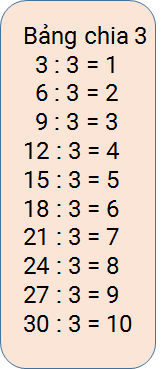 Bảng chia 3
3 : 3 = 1
6 : 3 = 2
9 : 3 = 3
12 : 3 = 4
15 : 3 = 5
18 : 3 = 6
21 : 3 = 7
24 : 3 = 8
27 : 3 = 9
30 : 3 = 10